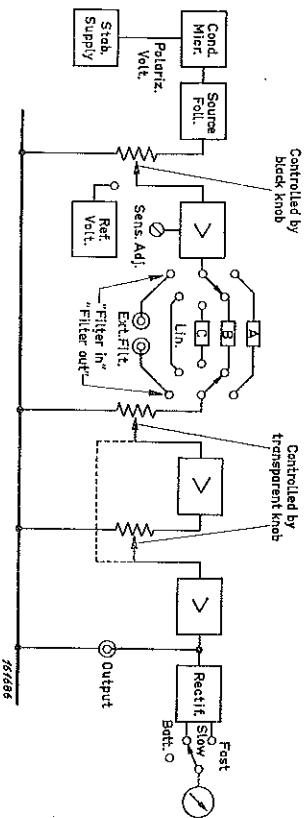 Cond.
Micr.
Source
Foll.
Stab.
Supply
Polariz.
Volt.
Controlled by
black knob
Ref.
Volt.
Sens. Adj.
>
A
B
C
Lin.
Ext. Filt.
"Filter in"
"Filter out"
Controlled by
transparent knob
>
>
Output
Rectif.
Fast
Slow
Batt.
161686